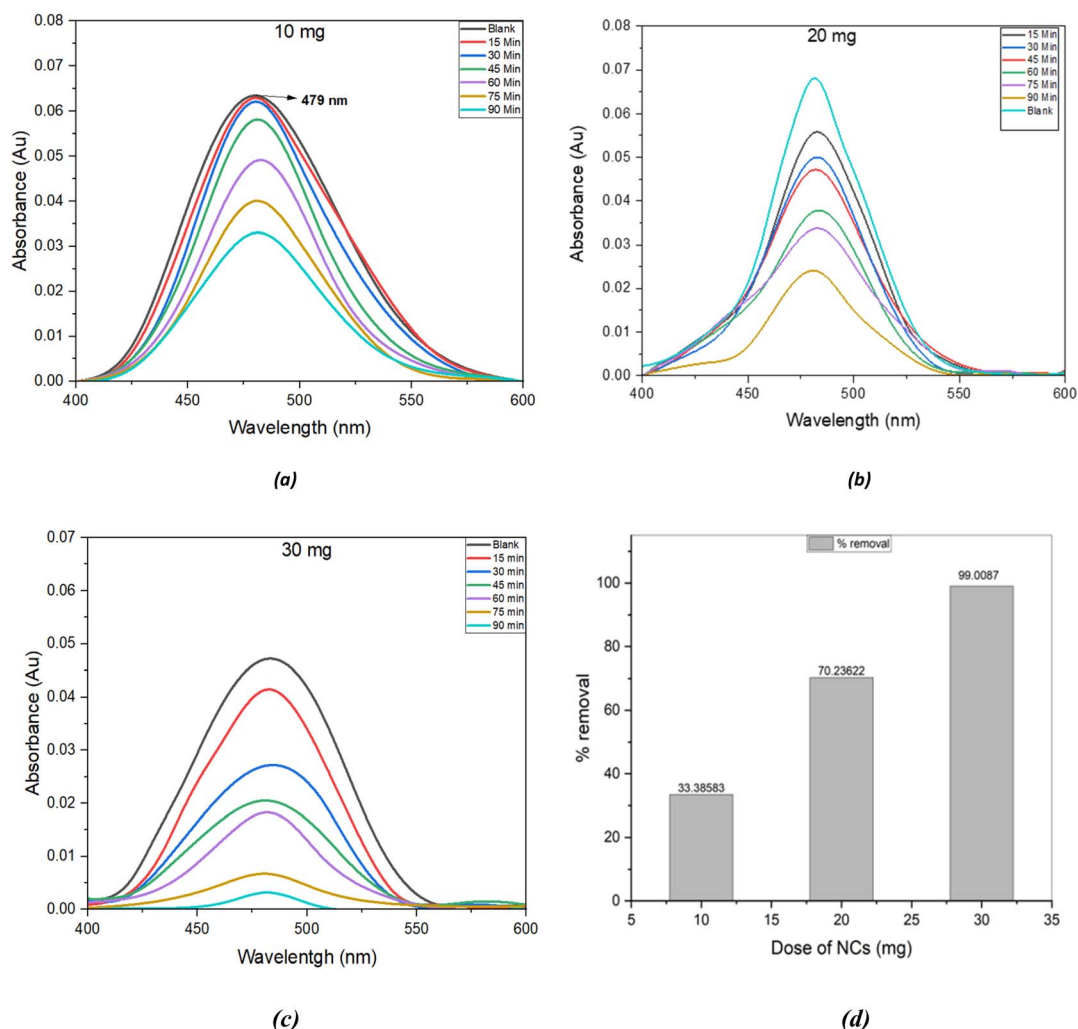 10 mg
Blank
15 Min
30 Min
45 Min
60 Min
75 Min
90 Min
479 nm
0.08
0.07
0.06
0.05
0.04
0.03
0.02
0.01
0.00
Absorbance (Au)
400 450 500 550 600
Wavelength (nm)
(a)
20 mg
15 Min
30 Min
45 Min
60 Min
75 Min
90 Min
Blank
0.08
0.07
0.06
0.05
0.04
0.03
0.02
0.01
0.00
Absorbance (Au)
400 450 500 550 600
Wavelength (nm)
(b)
30 mg
Blank
15 min
30 min
45 min
60 min
75 min
90 min
0.07
0.06
0.05
0.04
0.03
0.02
0.01
0.00
Absorbance (Au)
400 450 500 550 600
Wavelentgh (nm)
(c)
% removal
99.0087
70.23622
33.38583
100
80
60
40
20
0
% removal
5 10 15 20 25 30 35
Dose of NCs (mg)
(d)